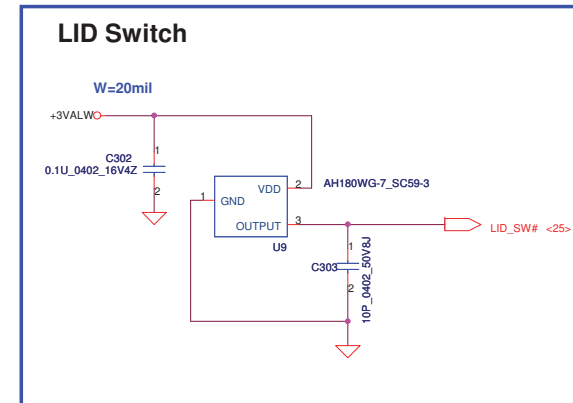 LID Switch
W=20mil
+3VALW
1
C302
0.1U_0402_16V4Z
2
1
GND
VDD
2
AH180WG-7_SC59-3
OUTPUT
3
U9
LID_SW# <25>
1
C303
2
10P_0402_50V8J